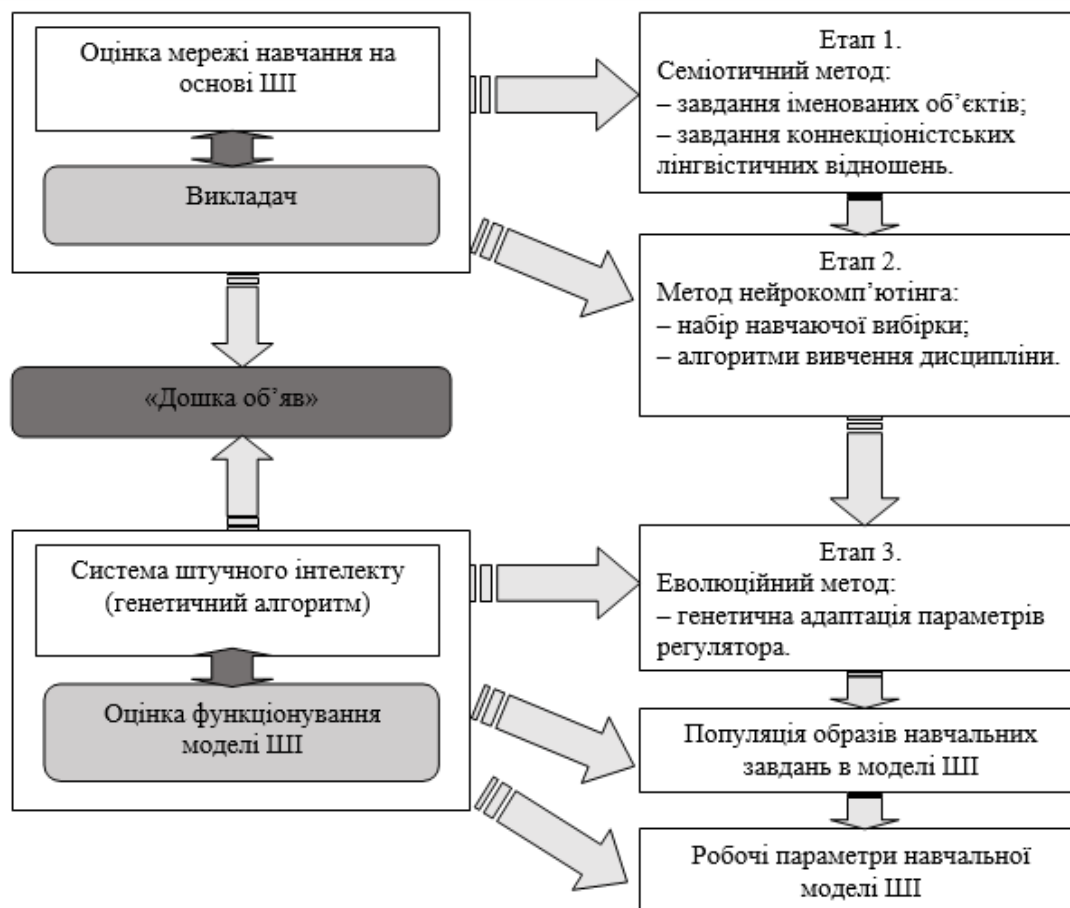 Оцінка мережі навчання на
основі ШІ
Викладач
«Дошка об’яв»
Система штучного інтелекту
(генетичний алгоритм)
Оцінка функціонування
моделі ШІ
Етап 1.
Семіотичний метод:
– завдання іменованих об’єктів;
– завдання коннекціоністських
лінгвістичних відношень.
Етап 2.
Метод нейрокомп’ютінга:
– набір навчаючої вибірки;
– алгоритми вивчення дисципліни.
Етап 3.
Еволюційний метод:
– генетична адаптація параметрів
регулятора.
Популяція образів навчальних
завдань в моделі ШІ
Робочі параметри навчальної
моделі ШІ